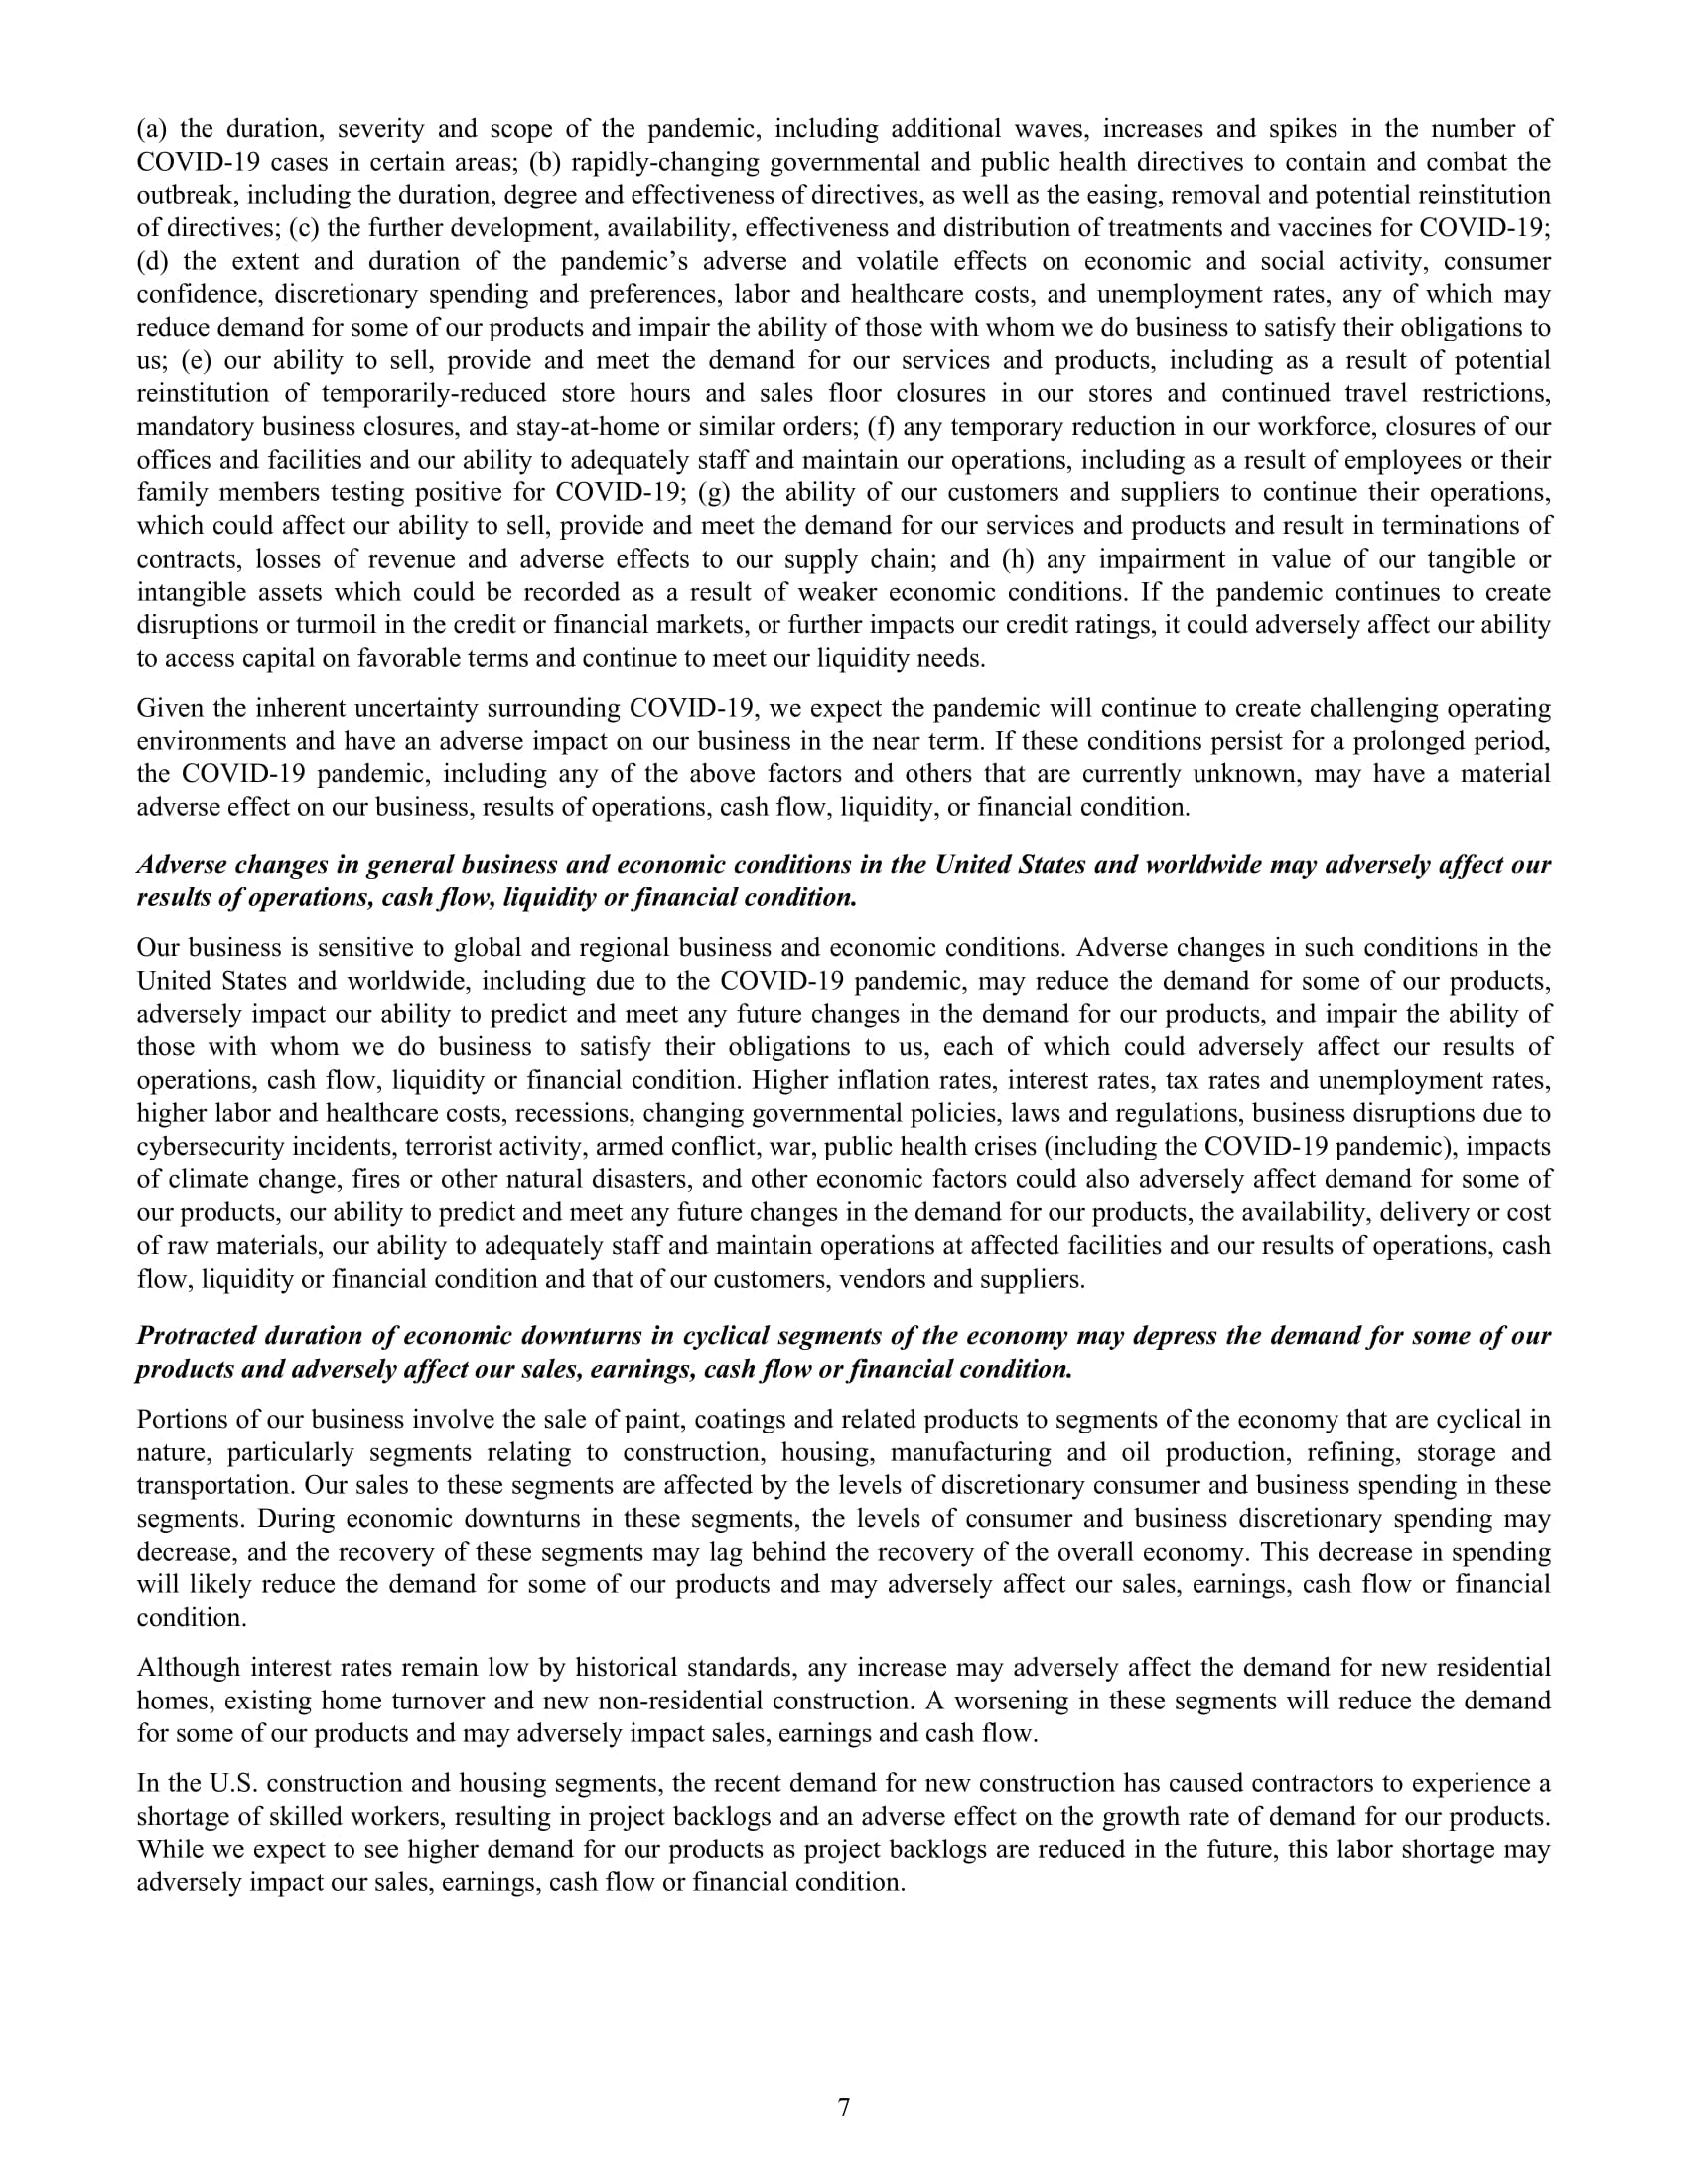 (a) the duration, severity and scope of the pandemic, including additional waves, increases and spikes in the number of
COVID-19 cases in certain areas; (b) rapidly-changing governmental and public health directives to contain and combat the
outbreak, including the duration, degree and effectiveness of directives, as well as the easing, removal and potential reinstitution
of directives; (c) the further development, availability, effectiveness and distribution of treatments and vaccines for COVID-19;
(d) the extent and duration of the pandemic’s adverse and volatile effects on economic and social activity, consumer
confidence, discretionary spending and preferences, labor and healthcare costs, and unemployment rates, any of which may
reduce demand for some of our products and impair the ability of those with whom we do business to satisfy their obligations to
us; (e) our ability to sell, provide and meet the demand for our services and products, including as a result of potential
reinstitution of temporarily-reduced store hours and sales floor closures in our stores and continued travel restrictions,
mandatory business closures, and stay-at-home or similar orders; (f) any temporary reduction in our workforce, closures of our
offices and facilities and our ability to adequately staff and maintain our operations, including as a result of employees or their
family members testing positive for COVID-19; (g) the ability of our customers and suppliers to continue their operations,
which could affect our ability to sell, provide and meet the demand for our services and products and result in terminations of
contracts, losses of revenue and adverse effects to our supply chain; and (h) any impairment in value of our tangible or
intangible assets which could be recorded as a result of weaker economic conditions. If the pandemic continues to create
disruptions or turmoil in the credit or financial markets, or further impacts our credit ratings, it could adversely affect our ability
to access capital on favorable terms and continue to meet our liquidity needs.
Given the inherent uncertainty surrounding COVID-19, we expect the pandemic will continue to create challenging operating
environments and have an adverse impact on our business in the near term. If these conditions persist for a prolonged period,
the COVID-19 pandemic, including any of the above factors and others that are currently unknown, may have a material
adverse effect on our business, results of operations, cash flow, liquidity, or financial condition.
Adverse changes in general business and economic conditions in the United States and worldwide may adversely affect our
results of operations, cash flow, liquidity or financial condition.
Our business is sensitive to global and regional business and economic conditions. Adverse changes in such conditions in the
United States and worldwide, including due to the COVID-19 pandemic, may reduce the demand for some of our products,
adversely impact our ability to predict and meet any future changes in the demand for our products, and impair the ability of
those with whom we do business to satisfy their obligations to us, each of which could adversely affect our results of
operations, cash flow, liquidity or financial condition. Higher inflation rates, interest rates, tax rates and unemployment rates,
higher labor and healthcare costs, recessions, changing governmental policies, laws and regulations, business disruptions due to
cybersecurity incidents, terrorist activity, armed conflict, war, public health crises (including the COVID-19 pandemic), impacts
of climate change, fires or other natural disasters, and other economic factors could also adversely affect demand for some of
our products, our ability to predict and meet any future changes in the demand for our products, the availability, delivery or cost
of raw materials, our ability to adequately staff and maintain operations at affected facilities and our results of operations, cash
flow, liquidity or financial condition and that of our customers, vendors and suppliers.
Protracted duration of economic downturns in cyclical segments of the economy may depress the demand for some of our
products and adversely affect our sales, earnings, cash flow or financial condition.
Portions of our business involve the sale of paint, coatings and related products to segments of the economy that are cyclical in
nature, particularly segments relating to construction, housing, manufacturing and oil production, refining, storage and
transportation. Our sales to these segments are affected by the levels of discretionary consumer and business spending in these
segments. During economic downturns in these segments, the levels of consumer and business discretionary spending may
decrease, and the recovery of these segments may lag behind the recovery of the overall economy. This decrease in spending
will likely reduce the demand for some of our products and may adversely affect our sales, earnings, cash flow or financial
condition.
Although interest rates remain low by historical standards, any increase may adversely affect the demand for new residential
homes, existing home turnover and new non-residential construction. A worsening in these segments will reduce the demand
for some of our products and may adversely impact sales, earnings and cash flow.
In the U.S. construction and housing segments, the recent demand for new construction has caused contractors to experience a
shortage of skilled workers, resulting in project backlogs and an adverse effect on the growth rate of demand for our products.
While we expect to see higher demand for our products as project backlogs are reduced in the future, this labor shortage may
adversely impact our sales, earnings, cash flow or financial condition.
7